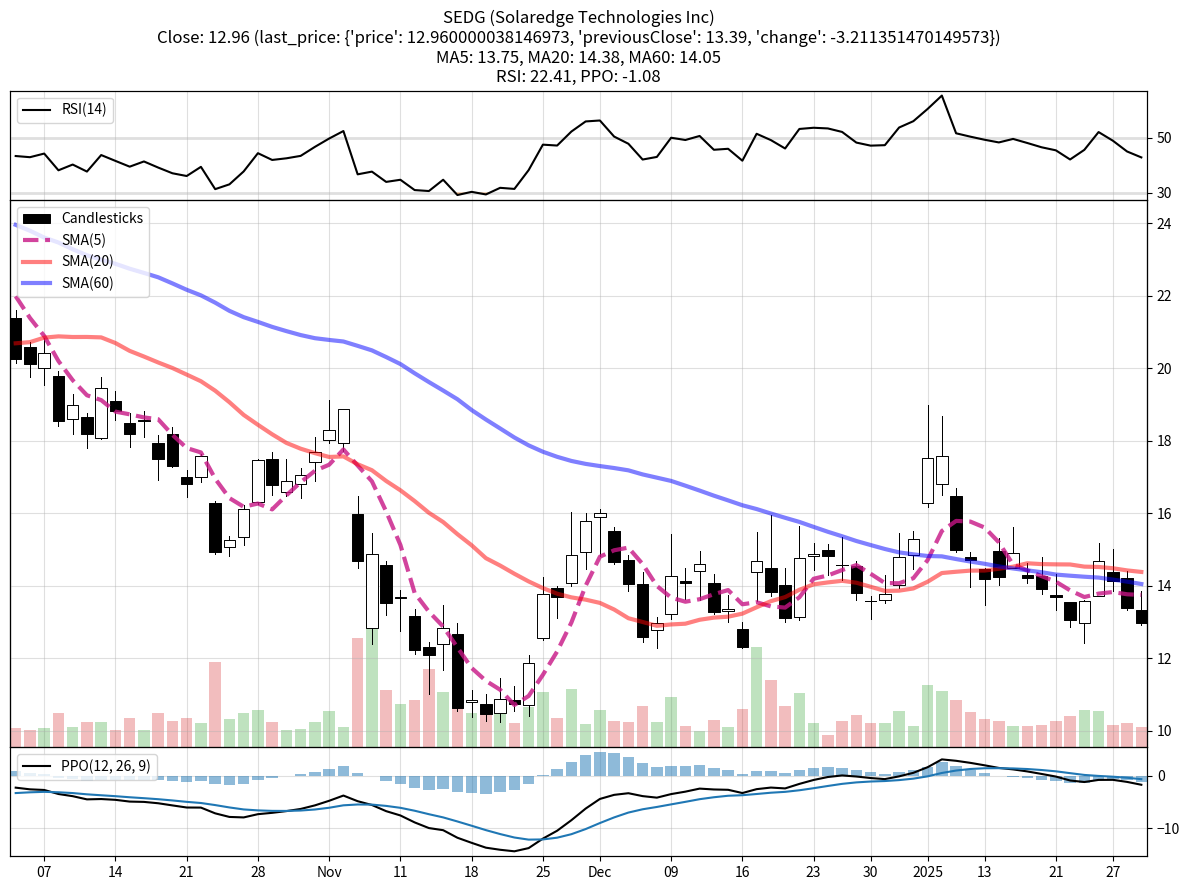 SEDG (Solaredge Technologies Inc)
Close: 12.96 (last_price: {'price': 12.960000038146973, 'previousClose': 13.39, 'change': -3.211351470149573})
MA5: 13.75, MA20: 14.38, MA60: 14.05
RSI: 22.41, PPO: -1.08
RSI(14)
50
30
Candlesticks
SMA(5)
SMA(20)
SMA(60)
24
22
20
18
16
14
12
10
PPO(12, 26, 9)
0
−10
07 14 21 28 Nov 11 18 25 Dec 09 16 23 30 2025 13 21 27